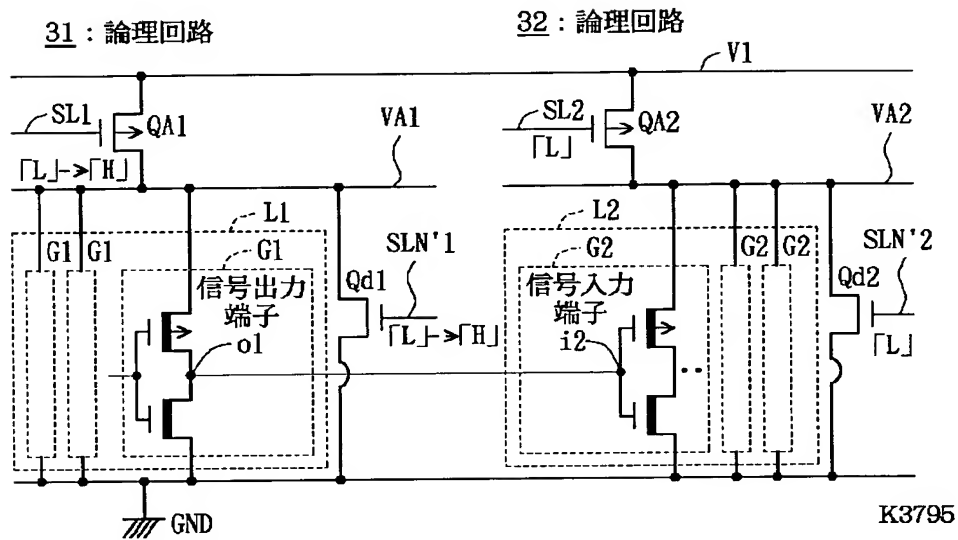 31：論理回路
32：論理回路
V1
SL1
QA1
VA1
SL2
QA2
VA2
｢L｣->｢H｣
｢L｣
L1
L2
G1
G1
G1
SLN'1
G2
G2
G2
SLN'2
信号出力
端子
o1
Qd1
｢L｣->｢H｣
信号入力
端子
i2
Qd2
｢L｣
GND
K3795